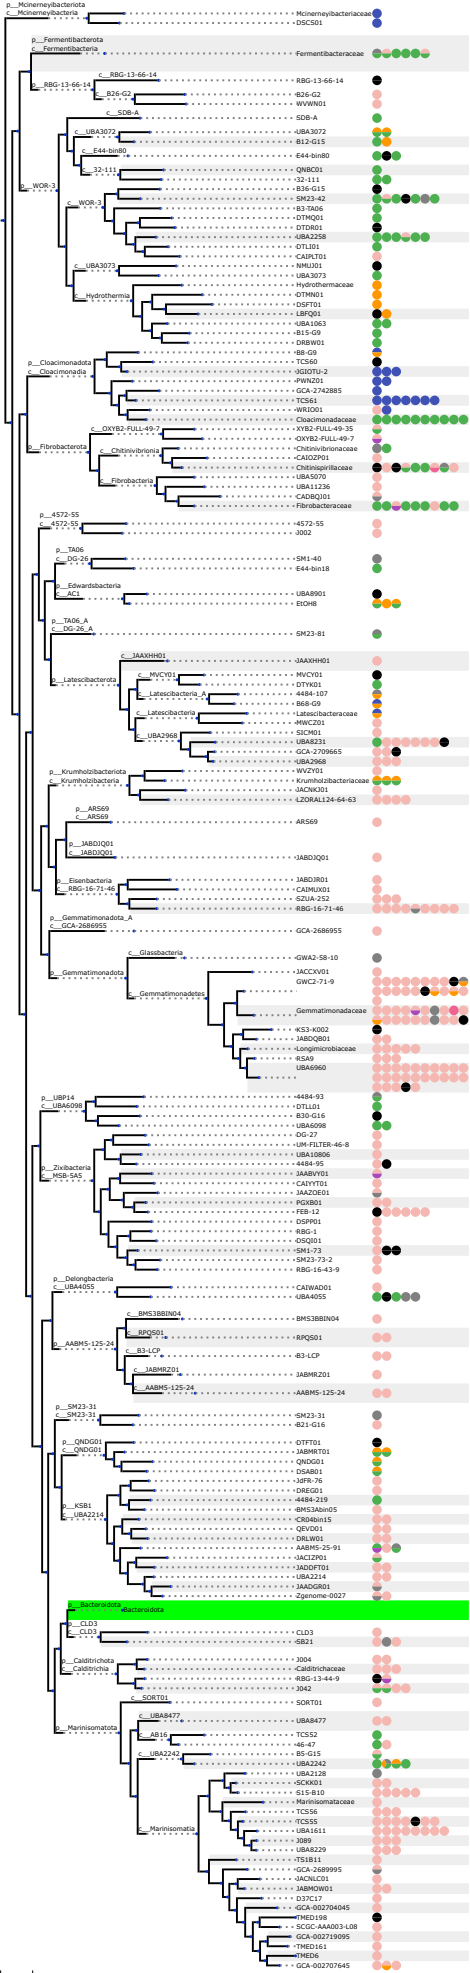 p__Mcinerneyibacteriota
c__Mcinerneyibacteria
Mcinerneyibacteriaceae
DSCS01
p__Fermentibacterota
c__Fermentibacteria
Fermentibacteraceae
c__RBG-13-66-14
RBG-13-66-14
p__RBG-13-66-14
c__B26-G2
B26-G2
WVWN01
c__SDB-A
SDB-A
c__UBA3072
UBA3072
B12-G15
c__E44-bin80
E44-bin80
c__32-111
QNBC01
32-111
p__WOR-3
B36-G15
SM23-42
c__WOR-3
B3-TA06
DTMQ01
DTDR01
UBA2258
DTLJ01
CAIPLT01
c__UBA3073
NMUJ01
UBA3073
Hydrothermaceae
c__Hydrothermia
DTMN01
DSFT01
LBFQ01
UBA1063
B15-G9
DRBW01
B8-G9
p__Cloacimonadota
TCS60
c__Cloacimonadia
JGIOTU-2
PWNZ01
GCA-2742885
TCS61
WRIO01
Cloacimonadaceae
c__OXYB2-FULL-49-7
XYB2-FULL-49-35
OXYB2-FULL-49-7
p__Fibrobacterota
Chitinivibrionaceae
c__Chitinivibrionia
CAIOZP01
Chitinispirillaceae
UBA5070
c__Fibrobacteria
UBA11236
CADBQJ01
Fibrobacteraceae
p__4572-55
c__4572-55
4572-55
J002
p__TA06
c__DG-26
SM1-40
E44-bin18
p__Edwardsbacteria
c__AC1
UBA8901
EtOH8
p__TA06_A
c__DG-26_A
SM23-81
c__JAAXHH01
JAAXHH01
c__MVCY01
MVCY01
p__Latescibacterota
DTYK01
c__Latescibacteria_A
4484-107
B68-G9
c__Latescibacteria
Latescibacteraceae
MWCZ01
SICM01
c__UBA2968
UBA8231
GCA-2709665
UBA2968
p__Krumholzibacteriota
WVZY01
c__Krumholzibacteria
Krumholzibacteriaceae
JACNKJ01
LZORAL124-64-63
p__ARS69
c__ARS69
ARS69
p__JABDJQ01
c__JABDJQ01
JABDJQ01
p__Eisenbacteria
JABDJR01
c__RBG-16-71-46
CAIMUX01
SZUA-252
RBG-16-71-46
p__Gemmatimonadota_A
c__GCA-2686955
GCA-2686955
c__Glassbacteria
GWA2-58-10
p__Gemmatimonadota
JACCXV01
GWC2-71-9
c__Gemmatimonadetes
Gemmatimonadaceae
KS3-K002
JABDQB01
Longimicrobiaceae
RSA9
UBA6960
p__UBP14
4484-93
c__UBA6098
DTLL01
B30-G16
UBA6098
DG-27
UM-FILTER-46-8
UBA10806
p__Zixibacteria
4484-95
c__MSB-5A5
JAABVY01
CAIYYT01
JAAZOE01
PGXB01
FEB-12
DSPP01
RBG-1
DSQI01
SM1-73
SM23-73-2
RBG-16-43-9
p__Delongbacteria
c__UBA4055
CAIWAD01
UBA4055
c__BMS3BBIN04
BMS3BBIN04
c__RPQS01
RPQS01
p__AABM5-125-24
c__B3-LCP
B3-LCP
c__JABMRZ01
JABMRZ01
c__AABM5-125-24
AABM5-125-24
p__SM23-31
c__SM23-31
SM23-31
B21-G16
p__QNDG01
DTFT01
c__QNDG01
JABMRT01
QNDG01
DSAB01
JdFR-76
DREG01
p__KSB1
4484-219
c__UBA2214
BMS3Abin05
CR04bin15
QEVD01
DRLW01
AABM5-25-91
JACIZP01
JADDFT01
UBA2214
JAADGR01
Zgenome-0027
p__Bacteroidota
Bacteroidota
p__CLD3
c__CLD3
CLD3
SB21
p__Calditrichota
J004
c__Calditrichia
Calditrichaceae
RBG-13-44-9
J042
c__SORT01
SORT01
c__UBA8477
UBA8477
p__Marinisomatota
c__AB16
TCS52
46-47
c__UBA2242
BS-G15
UBA2242
UBA2128
SCKK01
S15-B10
Marinisomataceae
TCS56
TCS55
c__Marinisomatia
UBA1611
J089
UBA8229
TS1B11
GCA-2689995
JACNLC01
JABMOW01
D37C17
GCA-002704045
TMED198
SCGC-AAA003-L08
GCA-002719095
TMED161
TMED6
GCA-002707645